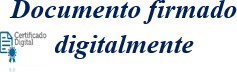 Documento firmado
Certificado
Digital
digitalmente